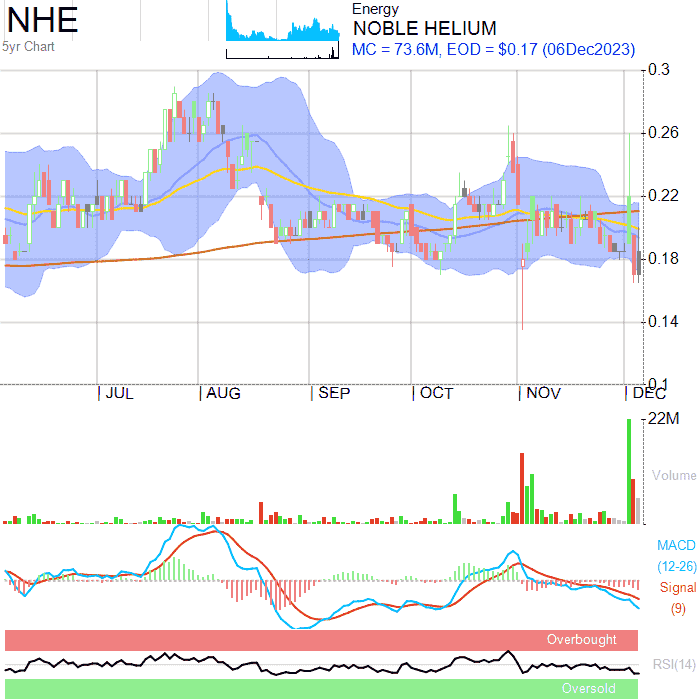 NHE
5yr Chart
Energy
NOBLE HELIUM
MC = 73.6M, EOD = $0.17 (06Dec2023)
0.3
0.26
0.22
0.18
0.14
0.1
JUL
AUG
SEP
OCT
NOV
DEC
22M
Volume
MACD
(12-26)
Signal
(9)
Overbought
RSI(14)
Oversold